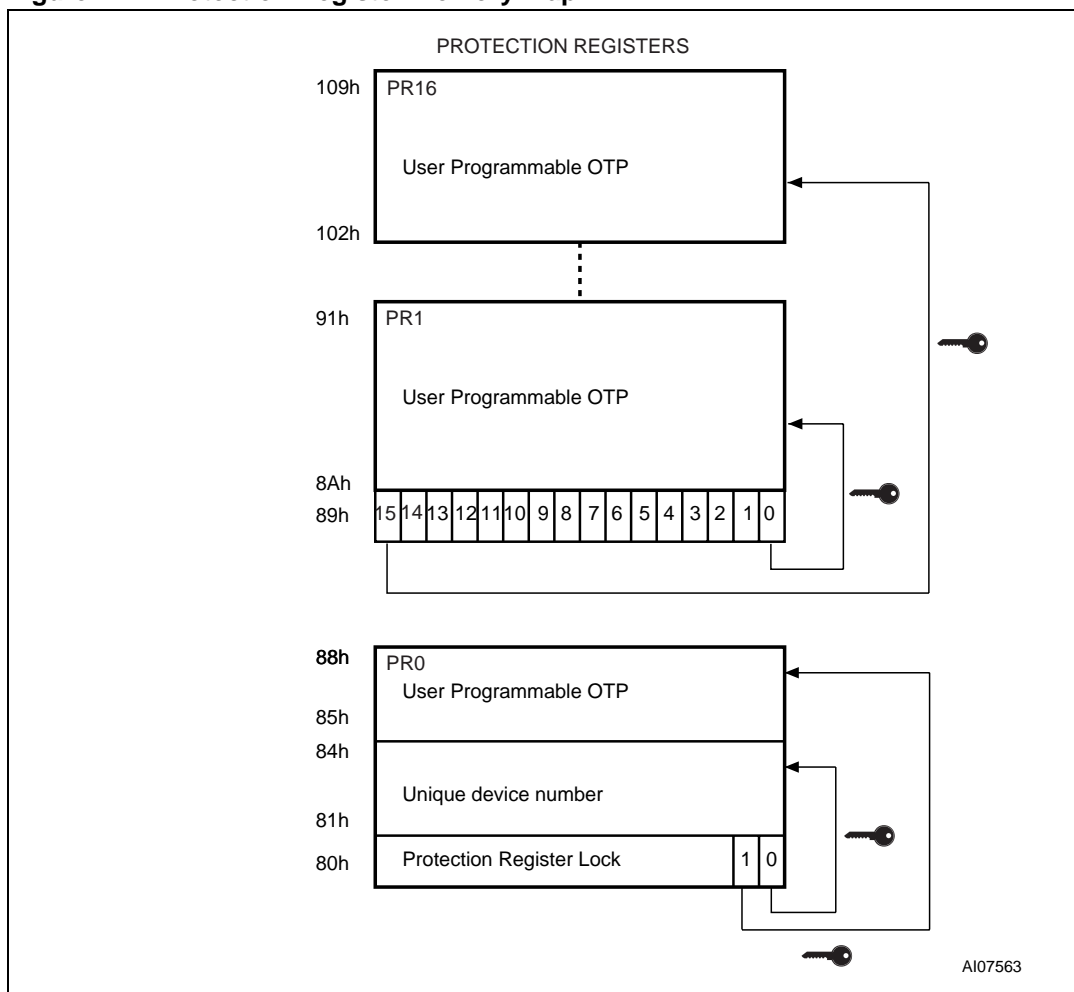 PROTECTION REGISTERS
109h PR16
User Programmable OTP
102h
91h PR1
User Programmable OTP
8Ah
89h 15 14 13 12 11 10 9 8 7 6 5 4 3 2 1 0
88h PR0
User Programmable OTP
85h
84h
Unique device number
81h
80h Protection Register Lock 1 0
AI07563